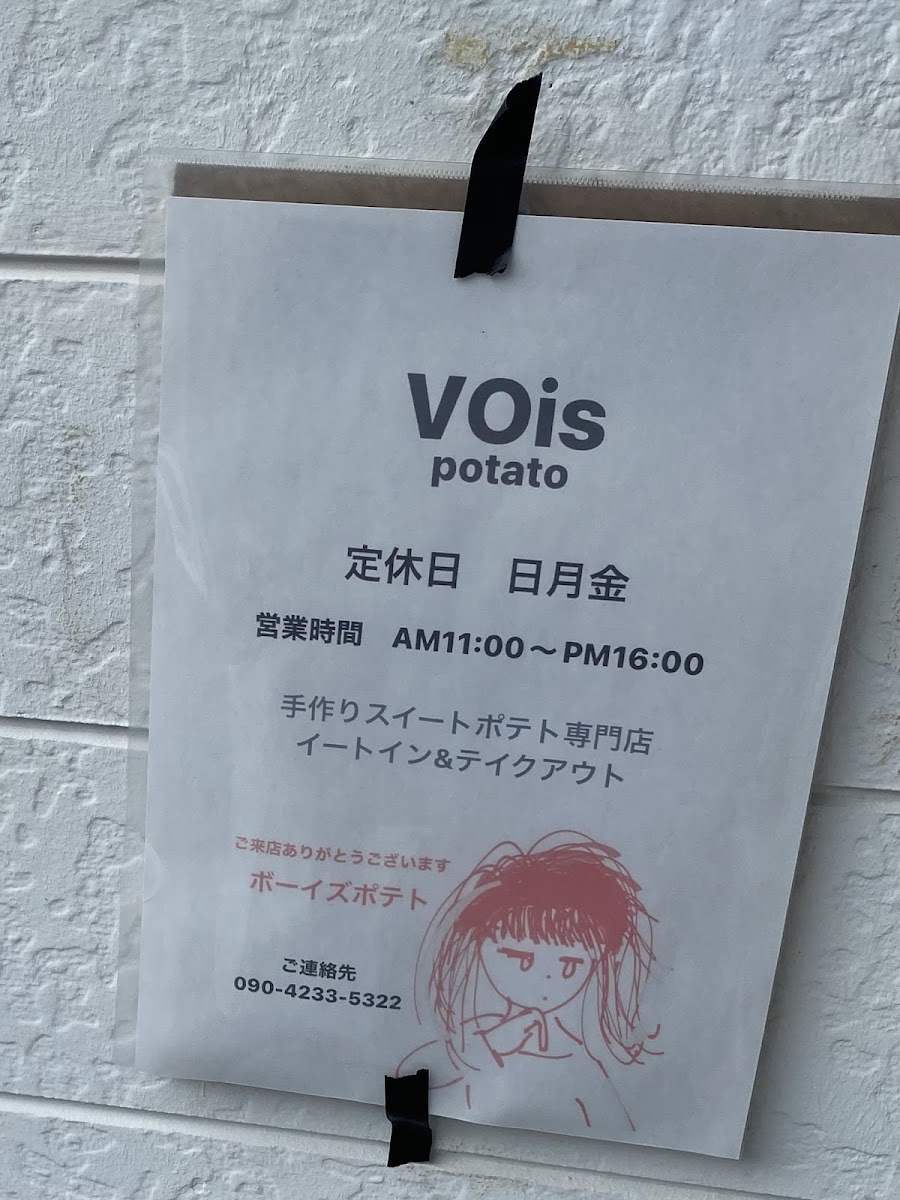 VOis
potato
定休日　日月金
営業時間　AM11:00～PM16:00
手作りスイートポテト専門店
イートイン&テイクアウト
ご来店ありがとうございます
ボーイズポテト
ご連絡先
090-4233-5322